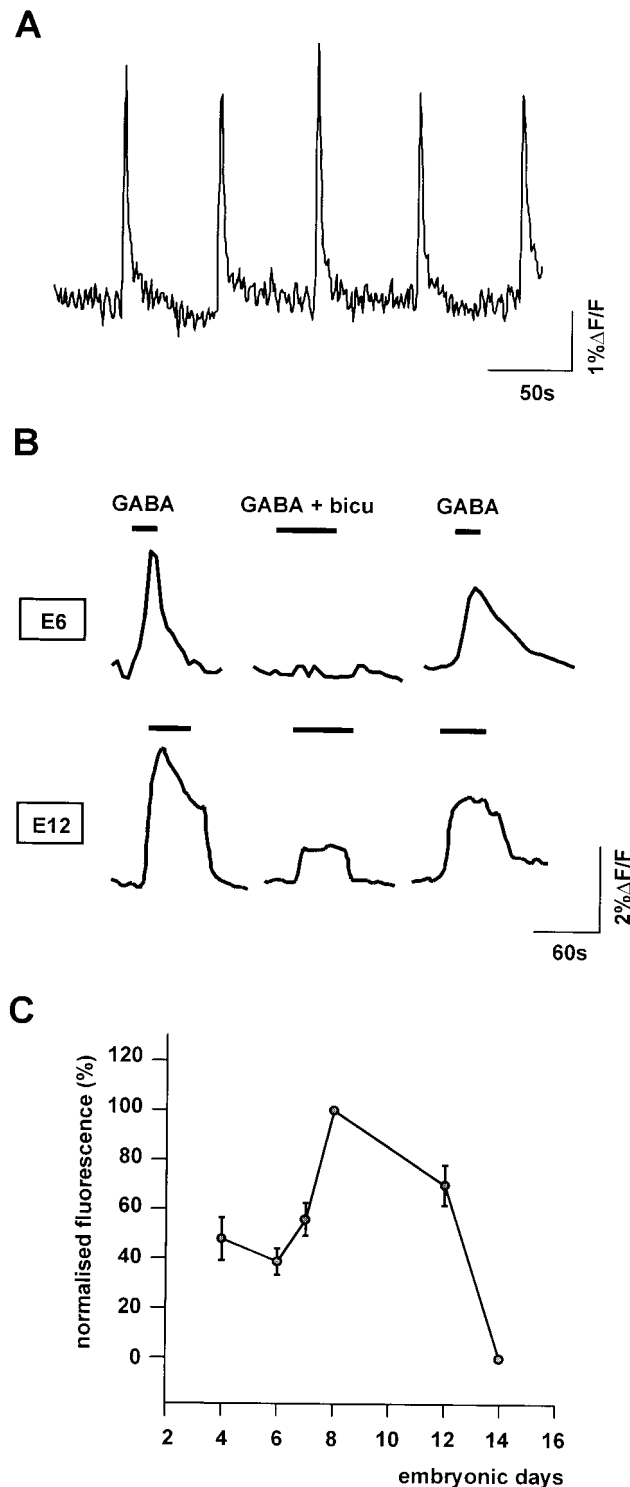 A
1%ΔF/F
50s
B
GABA
GABA + bicu
GABA
E6
E12
2%ΔF/F
60s
C
normalised fluorescence (%)
120
100
80
60
40
20
0
2 4 6 8 10 12 14 16
embryonic days